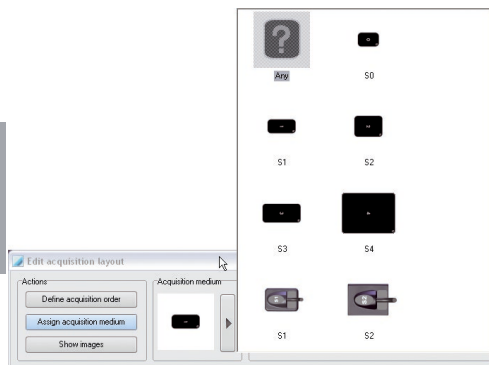 Any
S0
S1
S2
S3
S4
S1
S2
Edit acquisition layout
Actions
Define acquisition order
Assign acquisition medium
Show images
Acquisition medium